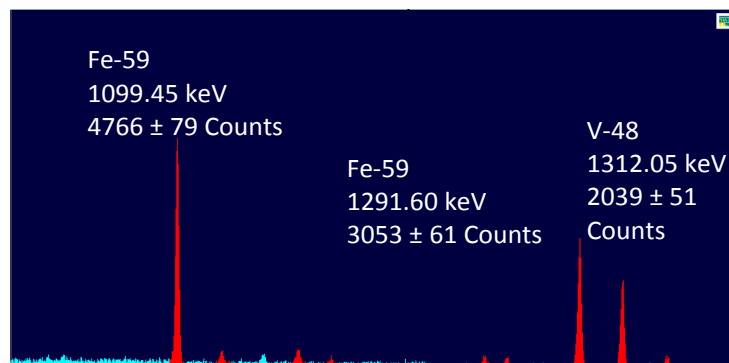 Fe-59
1099.45 keV
4766 ± 79 Counts
Fe-59
1291.60 keV
3053 ± 61 Counts
V-48
1312.05 keV
2039 ± 51
Counts